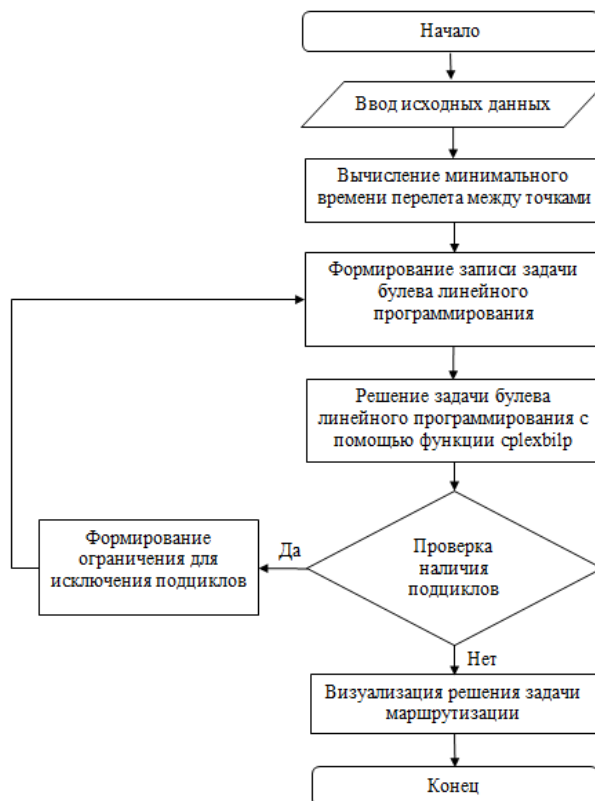 Начало
Ввод исходных данных
Вычисление минимального
времени перелета между точками
Формирование записи задачи
булева линейного
программирования
Решение задачи булева
линейного программирования с
помощью функции cplexbilp
Проверка
наличия
подциклов
Да
Формирование
ограничения для
исключения подциклов
Нет
Визуализация решения задачи
маршрутизации
Конец